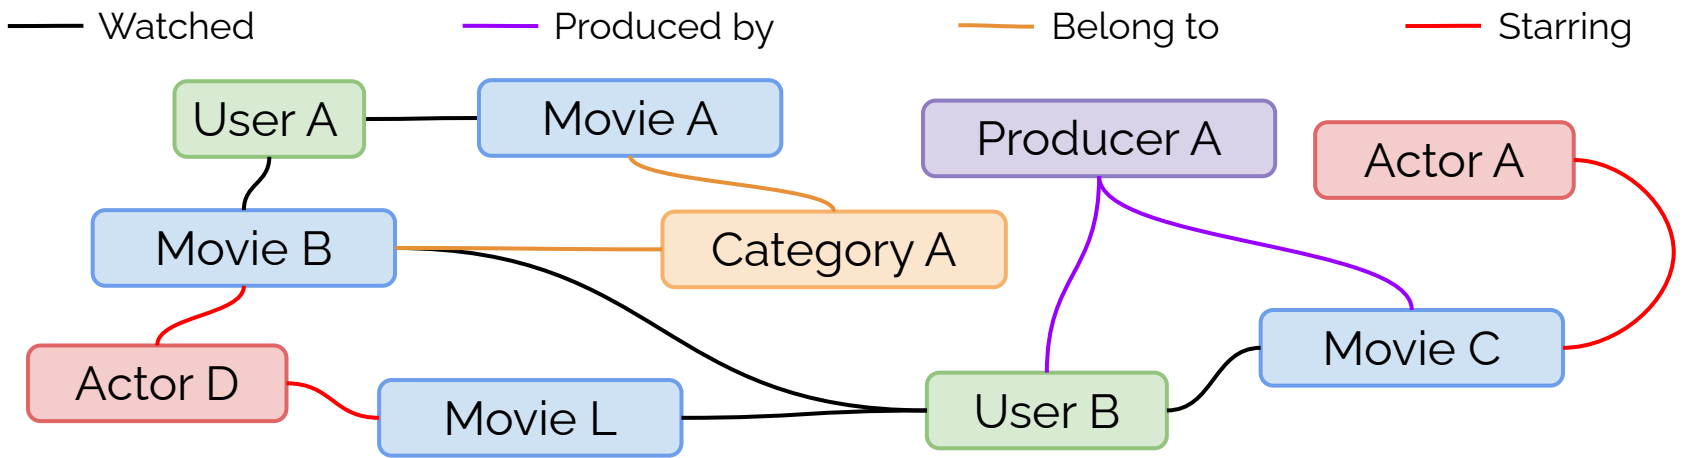 Watched
Produced by
Belong to
Starring
User A
Movie A
Producer A
Actor A
Movie B
Category A
Movie C
Actor D
Movie L
User B